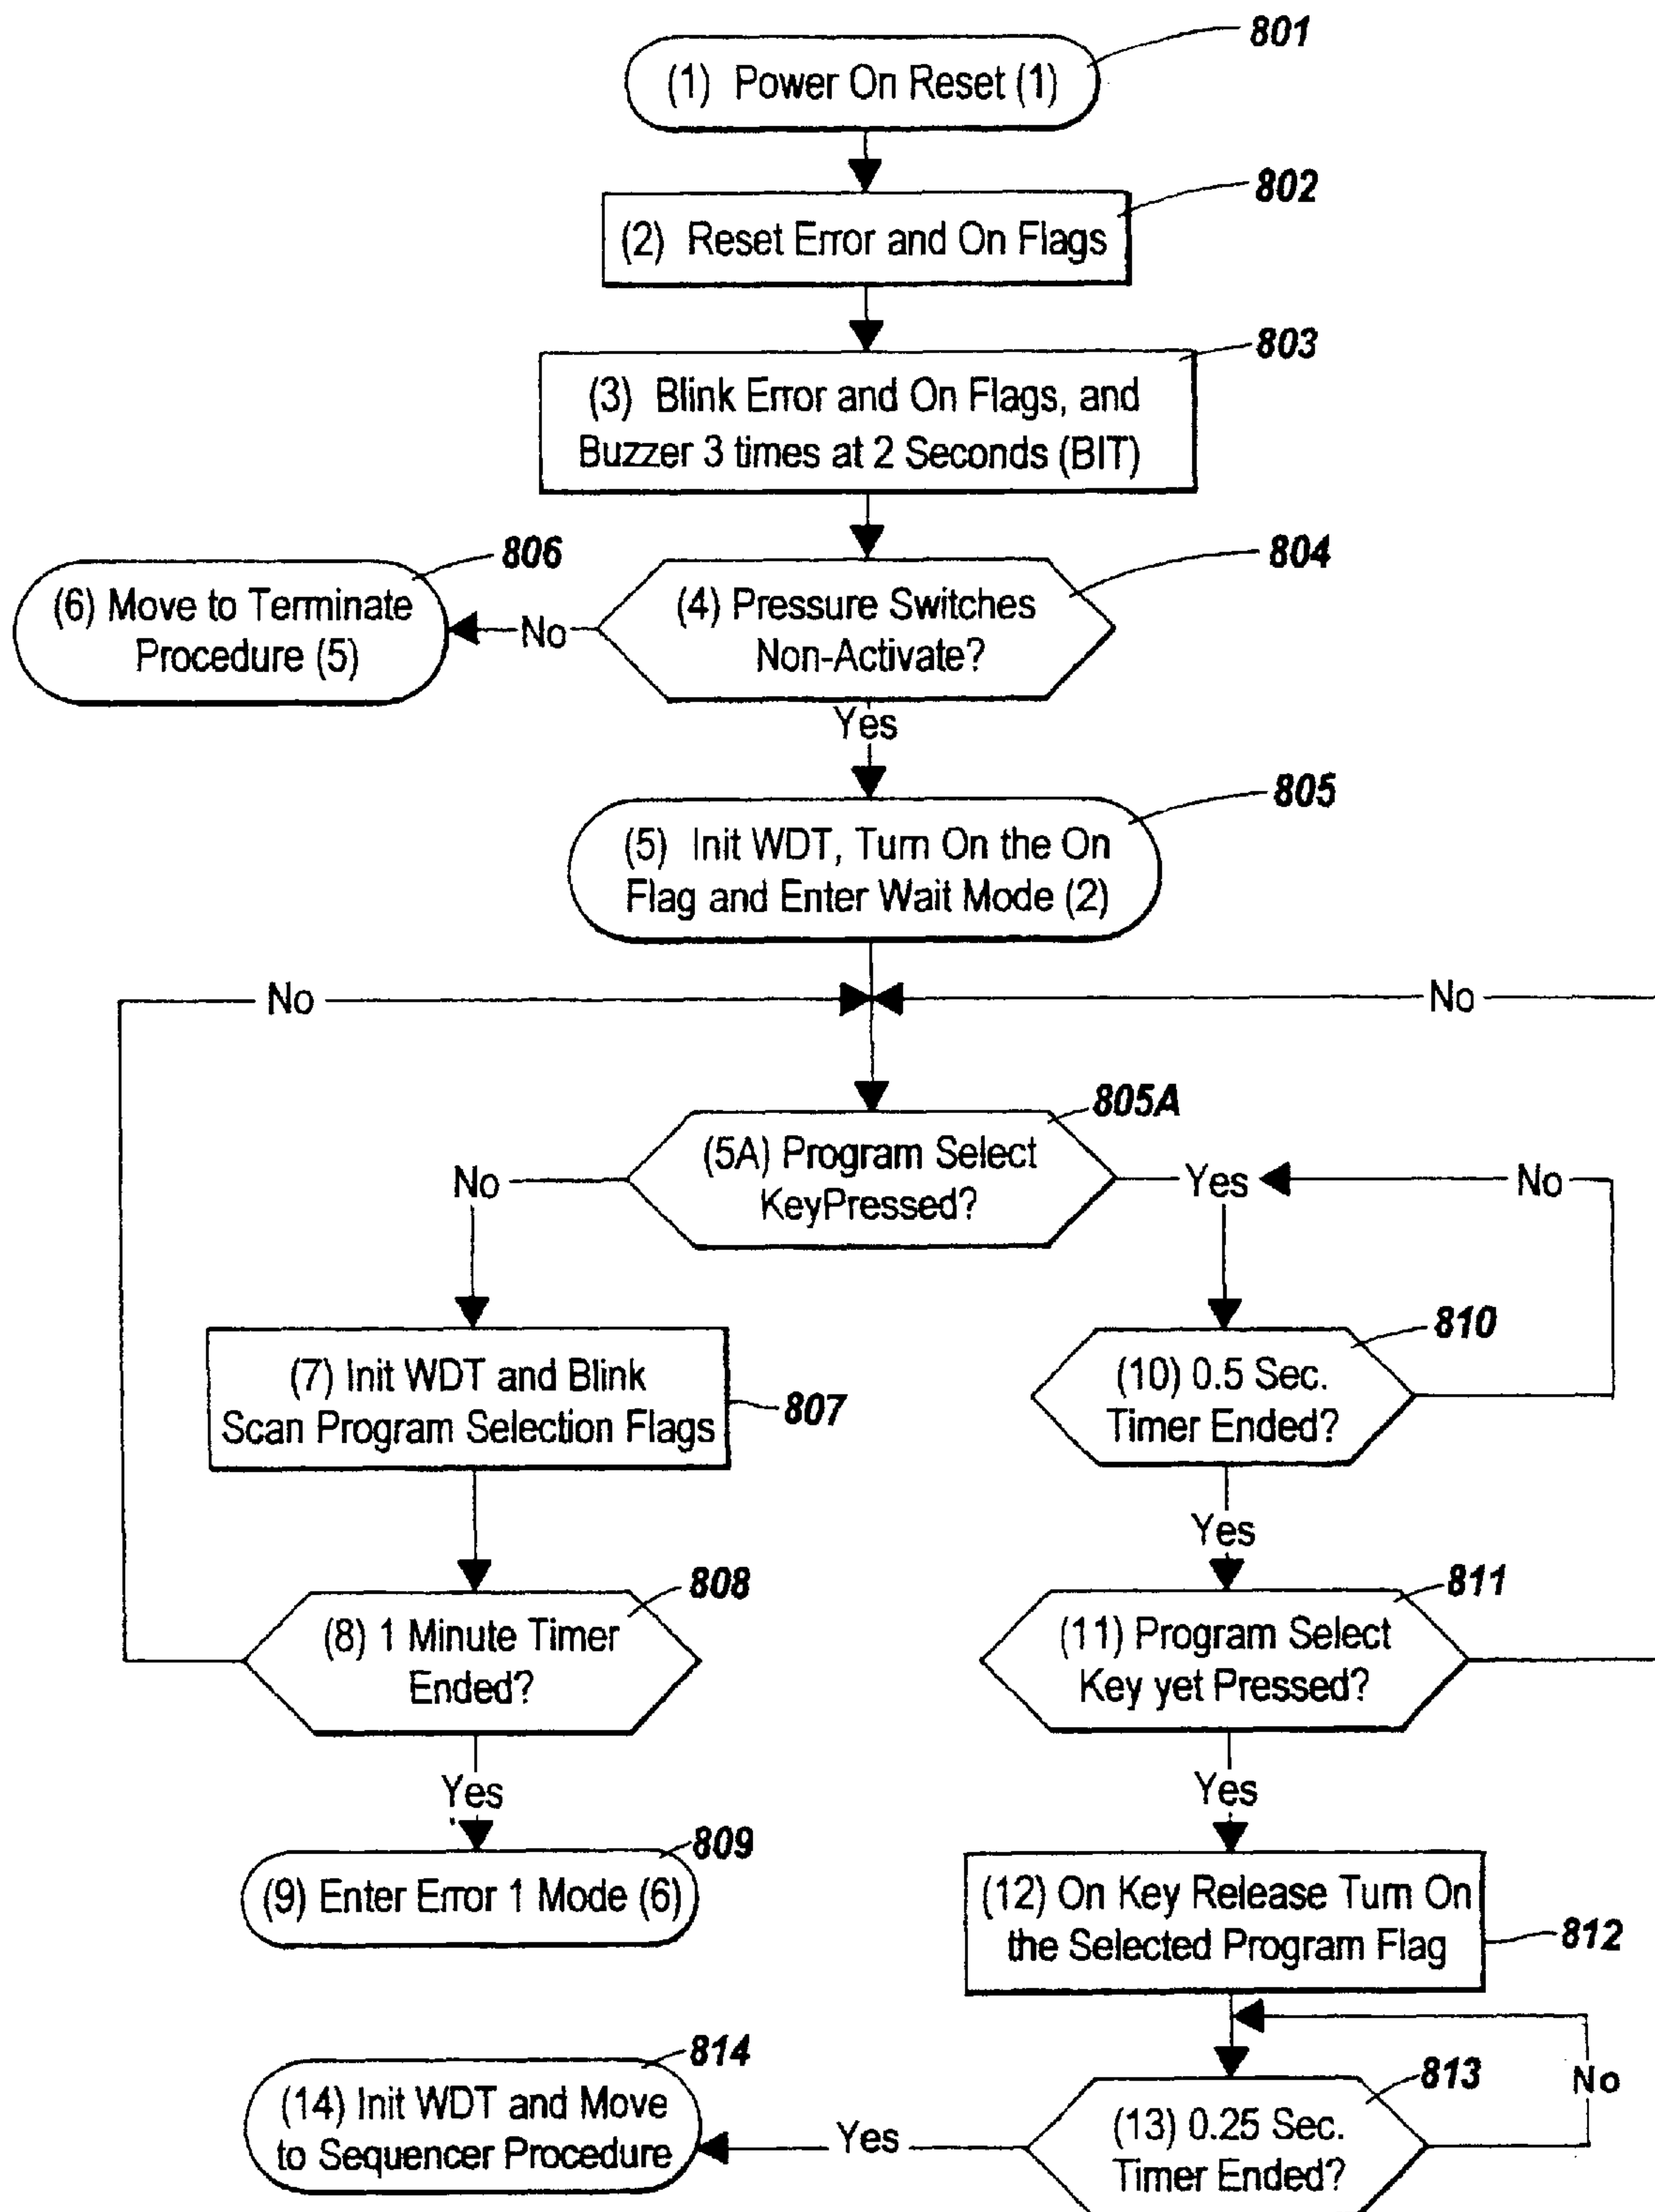 801
(1) Power On Reset (1)
802
(2) Reset Error and On Flags
803
(3) Blink Error and On Flags, and
Buzzer 3 times at 2 Seconds (BIT)
806
804
(6) Move to Terminate
Procedure (5)
No
(4) Pressure Switches
Non-Activate?
Yes
805
(5) Init WDT, Turn On the On
Flag and Enter Wait Mode (2)
No
No
805A
(5A) Program Select
KeyPressed?
No
Yes
No
810
(7) Init WDT and Blink
Scan Program Selection Flags
807
(10) 0.5 Sec.
Timer Ended?
Yes
808
811
(8) 1 Minute Timer
Ended?
(11) Program Select
Key yet Pressed?
Yes
Yes
809
(9) Enter Error 1 Mode (6)
(12) On Key Release Turn On
the Selected Program Flag
812
814
813
No
(14) Init WDT and Move
to Sequencer Procedure
Yes
(13) 0.25 Sec.
Timer Ended?